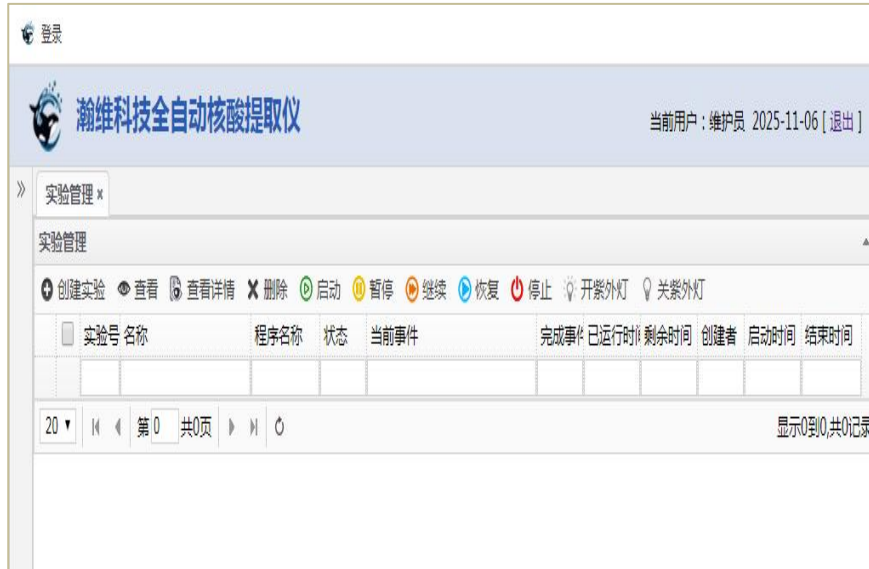 登录
瀚维科技全自动核酸提取仪
当前用户:维护员 2025-11-06 [ 退出 ]
实验管理 ×
实验管理
创建实验 查看 查看详情 删除 启动 暂停 继续 恢复 停止 开紫外灯 关紫外灯
实验号 名称 程序名称 状态 当前事件 完成事件 已运行时间 剩余时间 创建者 启动时间 结束时间
20 第 0 共0页 显示0到0,共0记录